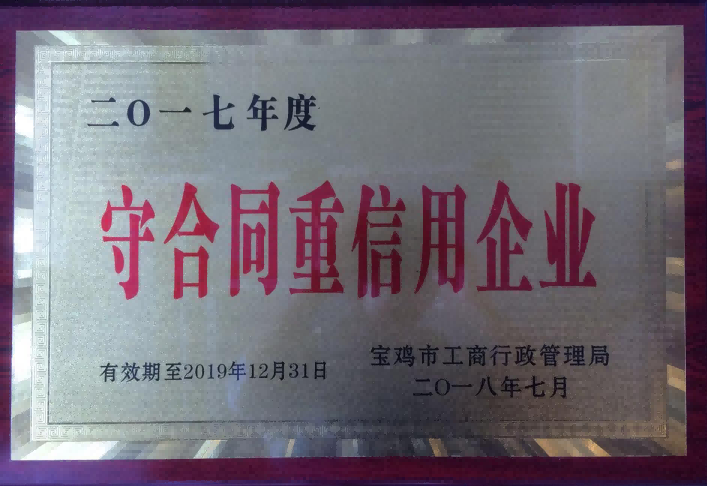 二〇一七年度
守合同重信用企业
有效期至2019年12月31日
宝鸡市工商行政管理局
二〇一八年七月